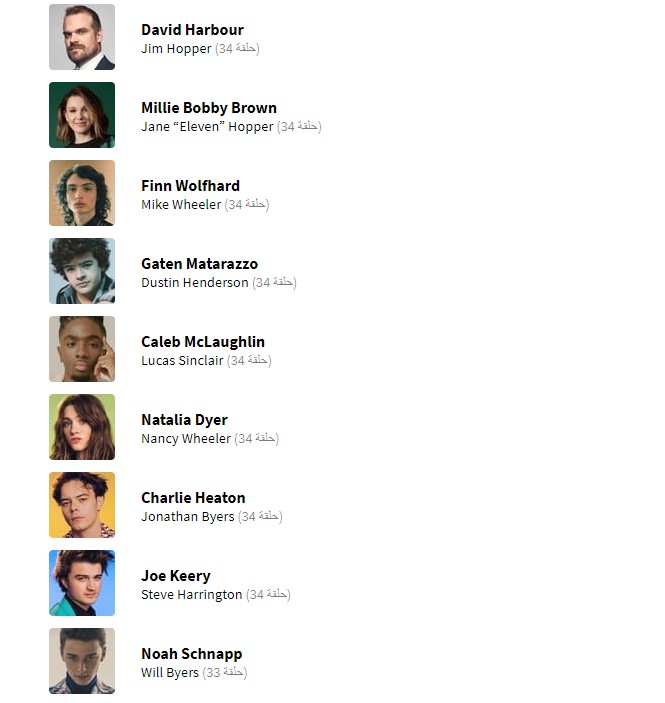 David Harbour
Jim Hopper (34 حلقة)
Millie Bobby Brown
Jane “Eleven” Hopper (34 حلقة)
Finn Wolfhard
Mike Wheeler (34 حلقة)
Gaten Matarazzo
Dustin Henderson (34 حلقة)
Caleb McLaughlin
Lucas Sinclair (34 حلقة)
Natalia Dyer
Nancy Wheeler (34 حلقة)
Charlie Heaton
Jonathan Byers (34 حلقة)
Joe Keery
Steve Harrington (34 حلقة)
Noah Schnapp
Will Byers (33 حلقة)